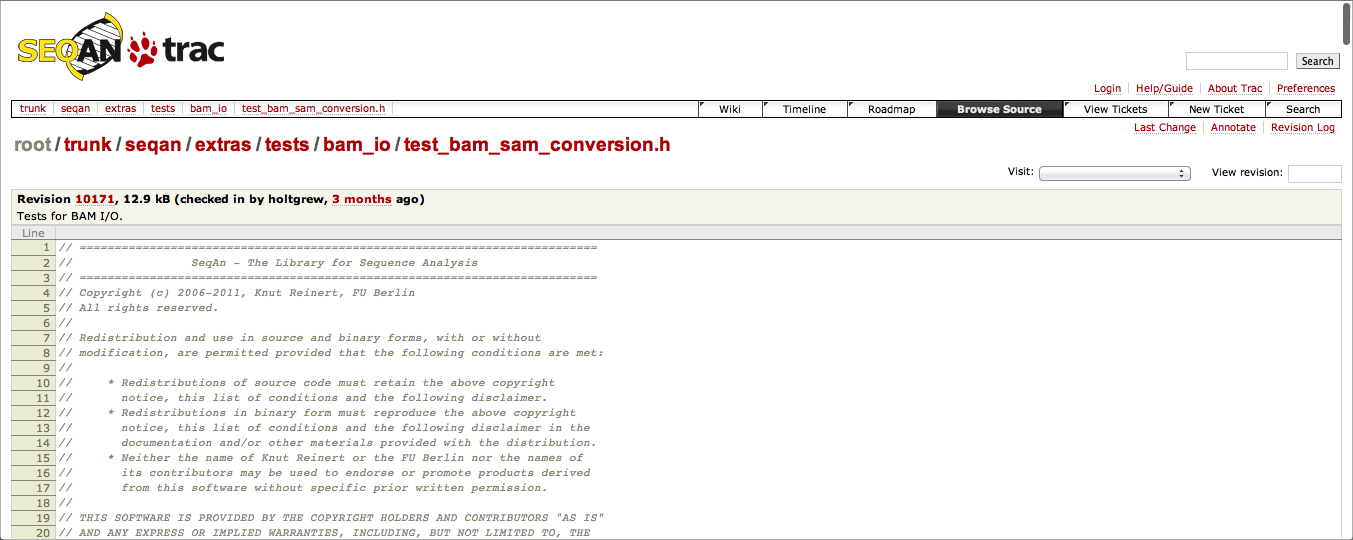 SEQAN trac
Search
Login Help/Guide About Trac Preferences
trunk seqan extras tests bam_io test_bam_sam_conversion.h Wiki Timeline Roadmap Browse Source View Tickets New Ticket Search
Last Change Annotate Revision Log
root/trunk/seqan/extras/tests/bam_io/test_bam_sam_conversion.h
Visit: View revision:
Revision 10171, 12.9 kB (checked in by holtgrew, 3 months ago)
Tests for BAM I/O.
Line
1 // ==========================================================================
2 // SeqAn - The Library for Sequence Analysis
3 // ==========================================================================
4 // Copyright (c) 2006-2011, Knut Reinert, FU Berlin
5 // All rights reserved.
6 //
7 // Redistribution and use in source and binary forms, with or without
8 // modification, are permitted provided that the following conditions are met:
9 //
10 // * Redistributions of source code must retain the above copyright
11 // notice, this list of conditions and the following disclaimer.
12 // * Redistributions in binary form must reproduce the above copyright
13 // notice, this list of conditions and the following disclaimer in the
14 // documentation and/or other materials provided with the distribution.
15 // * Neither the name of Knut Reinert or the FU Berlin nor the names of
16 // its contributors may be used to endorse or promote products derived
17 // from this software without specific prior written permission.
18 //
19 // THIS SOFTWARE IS PROVIDED BY THE COPYRIGHT HOLDERS AND CONTRIBUTORS "AS IS"
20 // AND ANY EXPRESS OR IMPLIED WARRANTIES, INCLUDING, BUT NOT LIMITED TO, THE